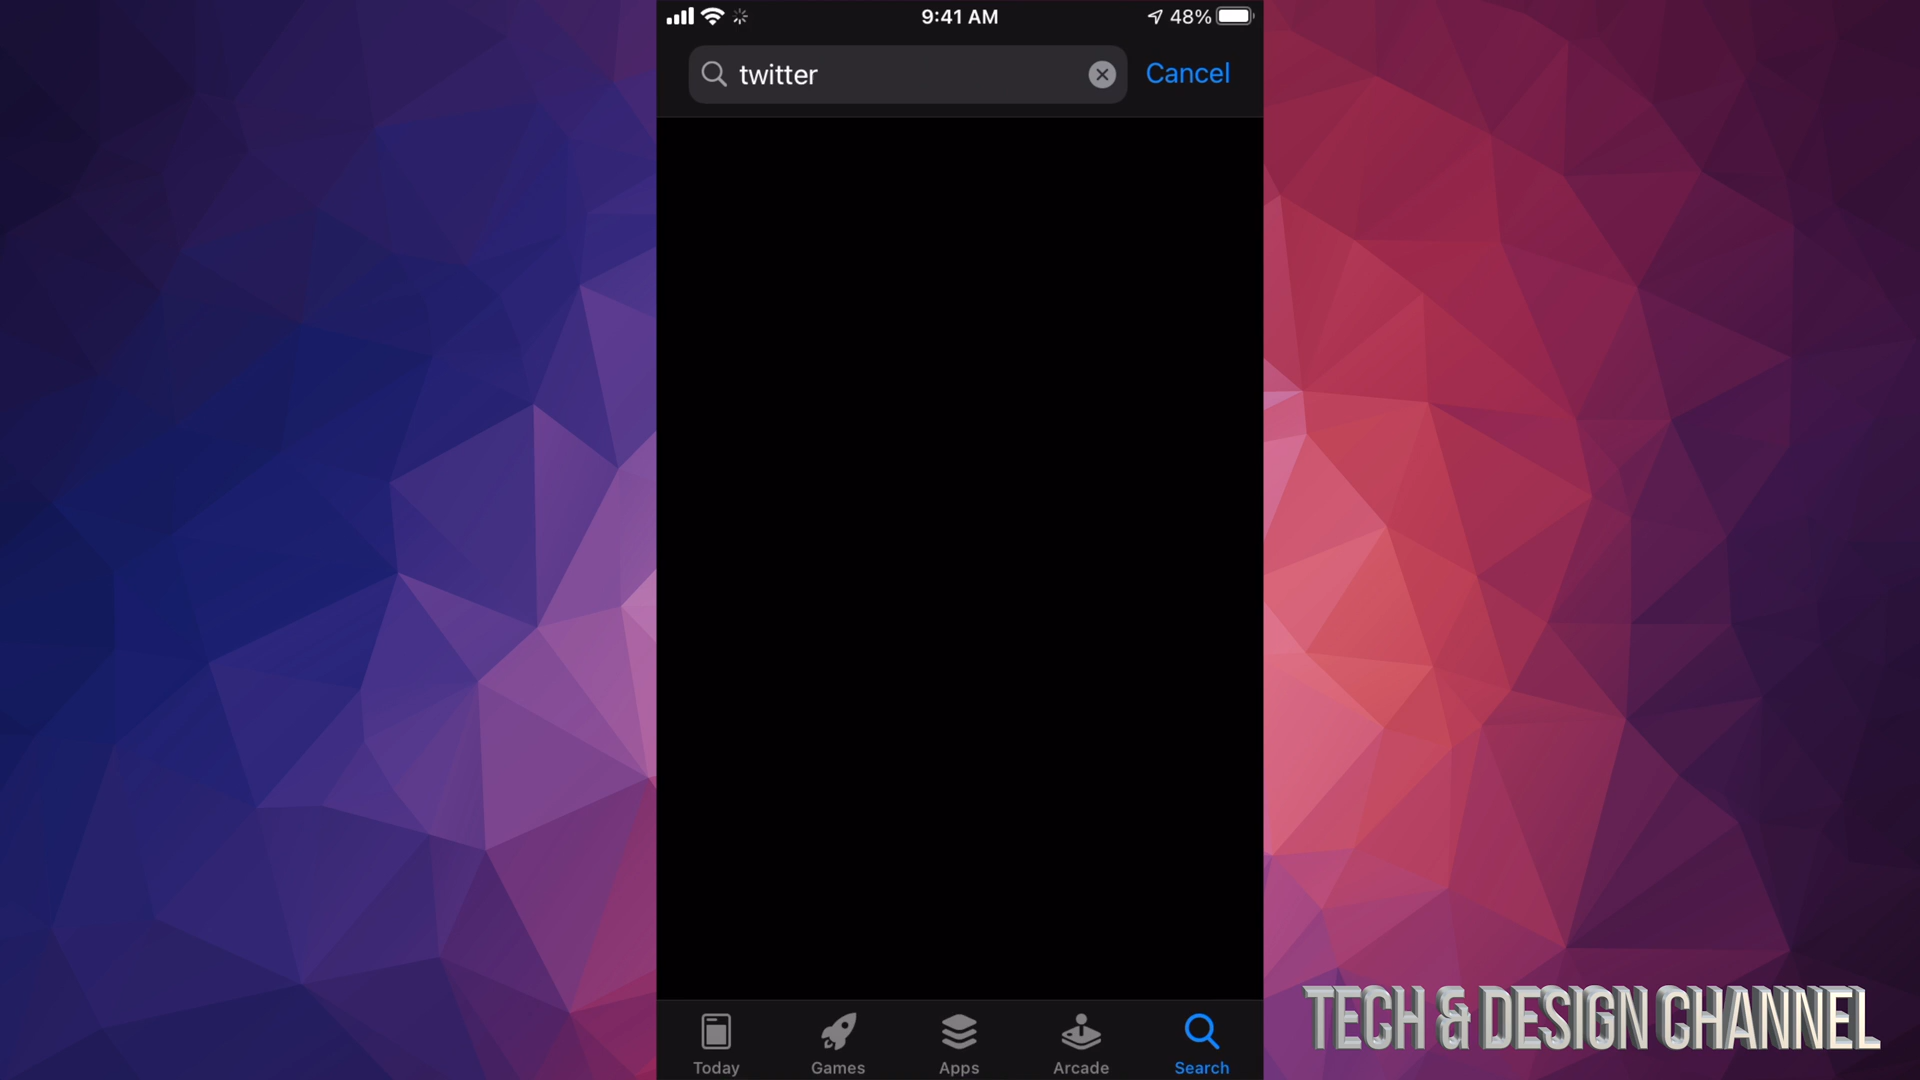 9:41 AM
48%
twitter
Cancel
Today
Games
Apps
Arcade
Search
TECH & DESIGN CHANNEL